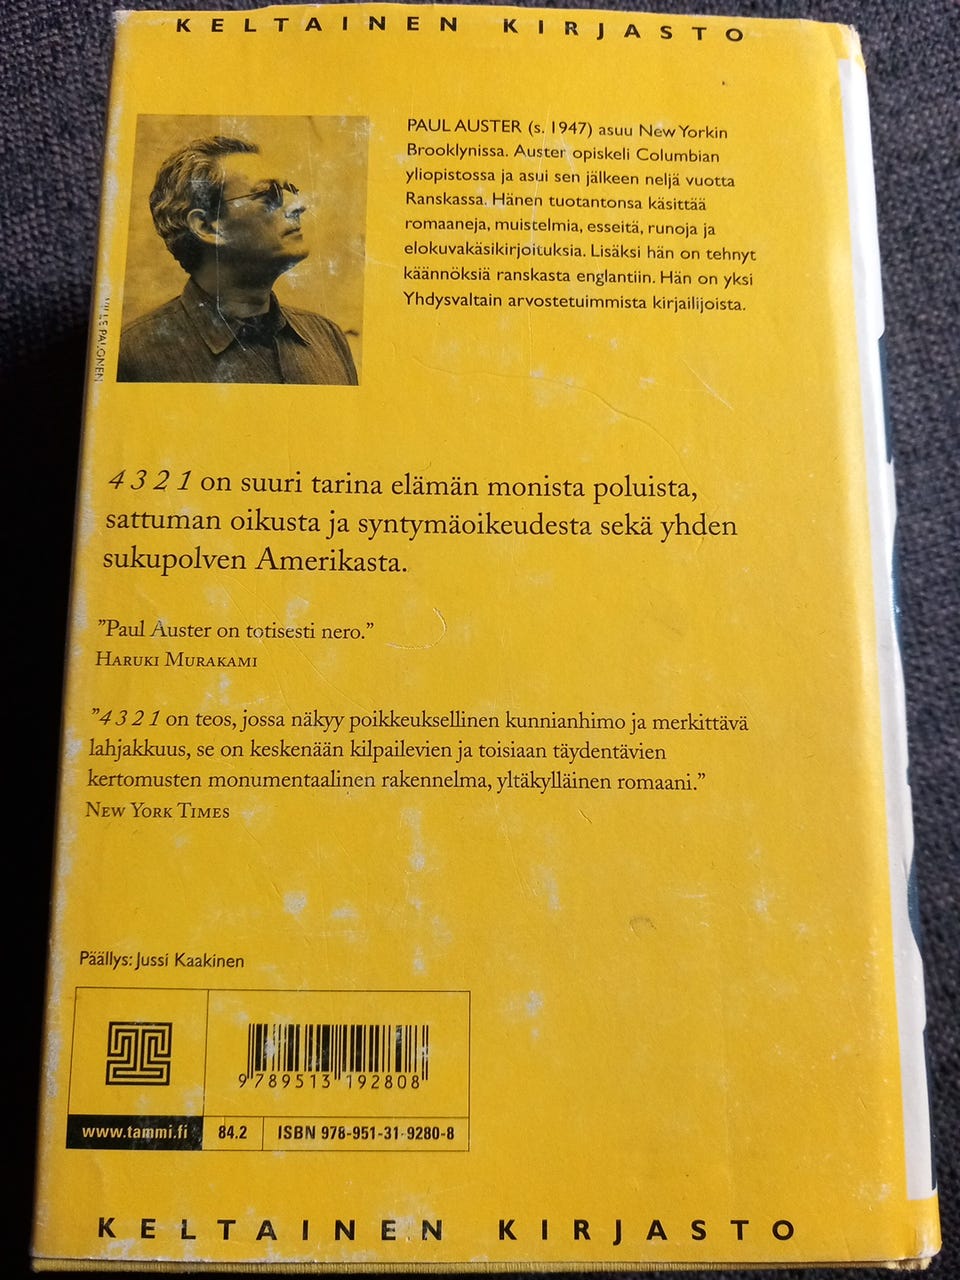 KELTAINEN KIRJASTO
PAUL AUSTER (s. 1947) asuu New Yorkin
Brooklynissa. Auster opiskeli Columbian
yliopistossa ja asui sen jälkeen neljä vuotta
Ranskassa. Hänen tuotantonsa käsittää
romaaneja, muistelmia, esseitä, runoja ja
elokuvakäsikirjoituksia. Lisäksi hän on tehnyt
käännöksiä ranskasta englantiin. Hän on yksi
Yhdysvaltain arvostetuimmista kirjailijoista.
VILLE PALONEN
4 3 2 1 on suuri tarina elämän monista poluista,
sattuman oikusta ja syntymäoikeudesta sekä yhden
sukupolven Amerikasta.
”Paul Auster on totisesti nero.”
HARUKI MURAKAMI
”4 3 2 1 on teos, jossa näkyy poikkeuksellinen kunnianhimo ja merkittävä
lahjakkuus, se on keskenään kilpailevien ja toisiaan täydentävien
kertomusten monumentaalinen rakennelma, yltäkylläinen romaani.”
NEW YORK TIMES
Päällys: Jussi Kaakinen
9 789513 192808
www.tammi.fi 84.2 ISBN 978-951-31-9280-8
KELTAINEN KIRJASTO